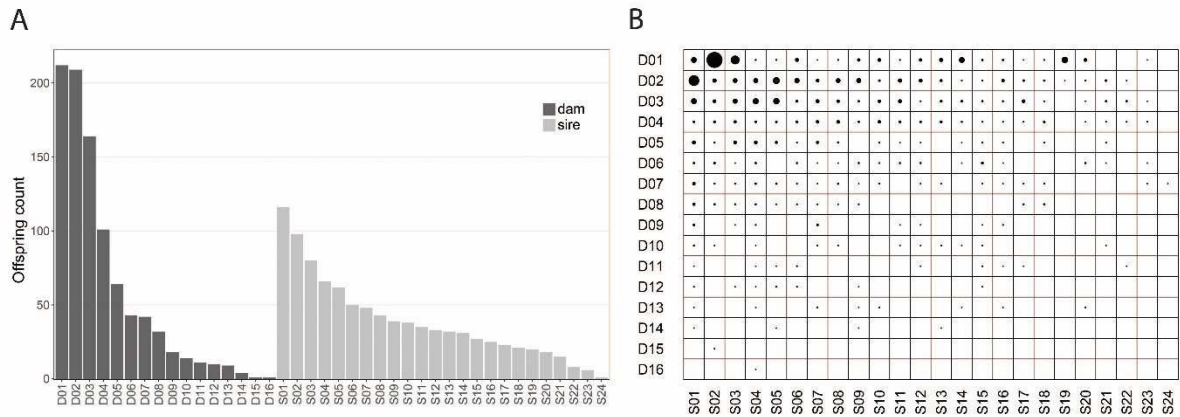 A
B
200
150
100
50
0
Offspring count
dam
sire
D01 D02 D03 D04 D05 D06 D07 D08 D09 D10 D11 D12 D13 D14 D15 D16 S01 S02 S03 S04 S05 S06 S07 S08 S09 S10 S11 S12 S13 S14 S15 S16 S17 S18 S19 S20 S21 S22 S23 S24
D01
D02
D03
D04
D05
D06
D07
D08
D09
D10
D11
D12
D13
D14
D15
D16
S01 S02 S03 S04 S05 S06 S07 S08 S09 S10 S11 S12 S13 S14 S15 S16 S17 S18 S19 S20 S21 S22 S23 S24